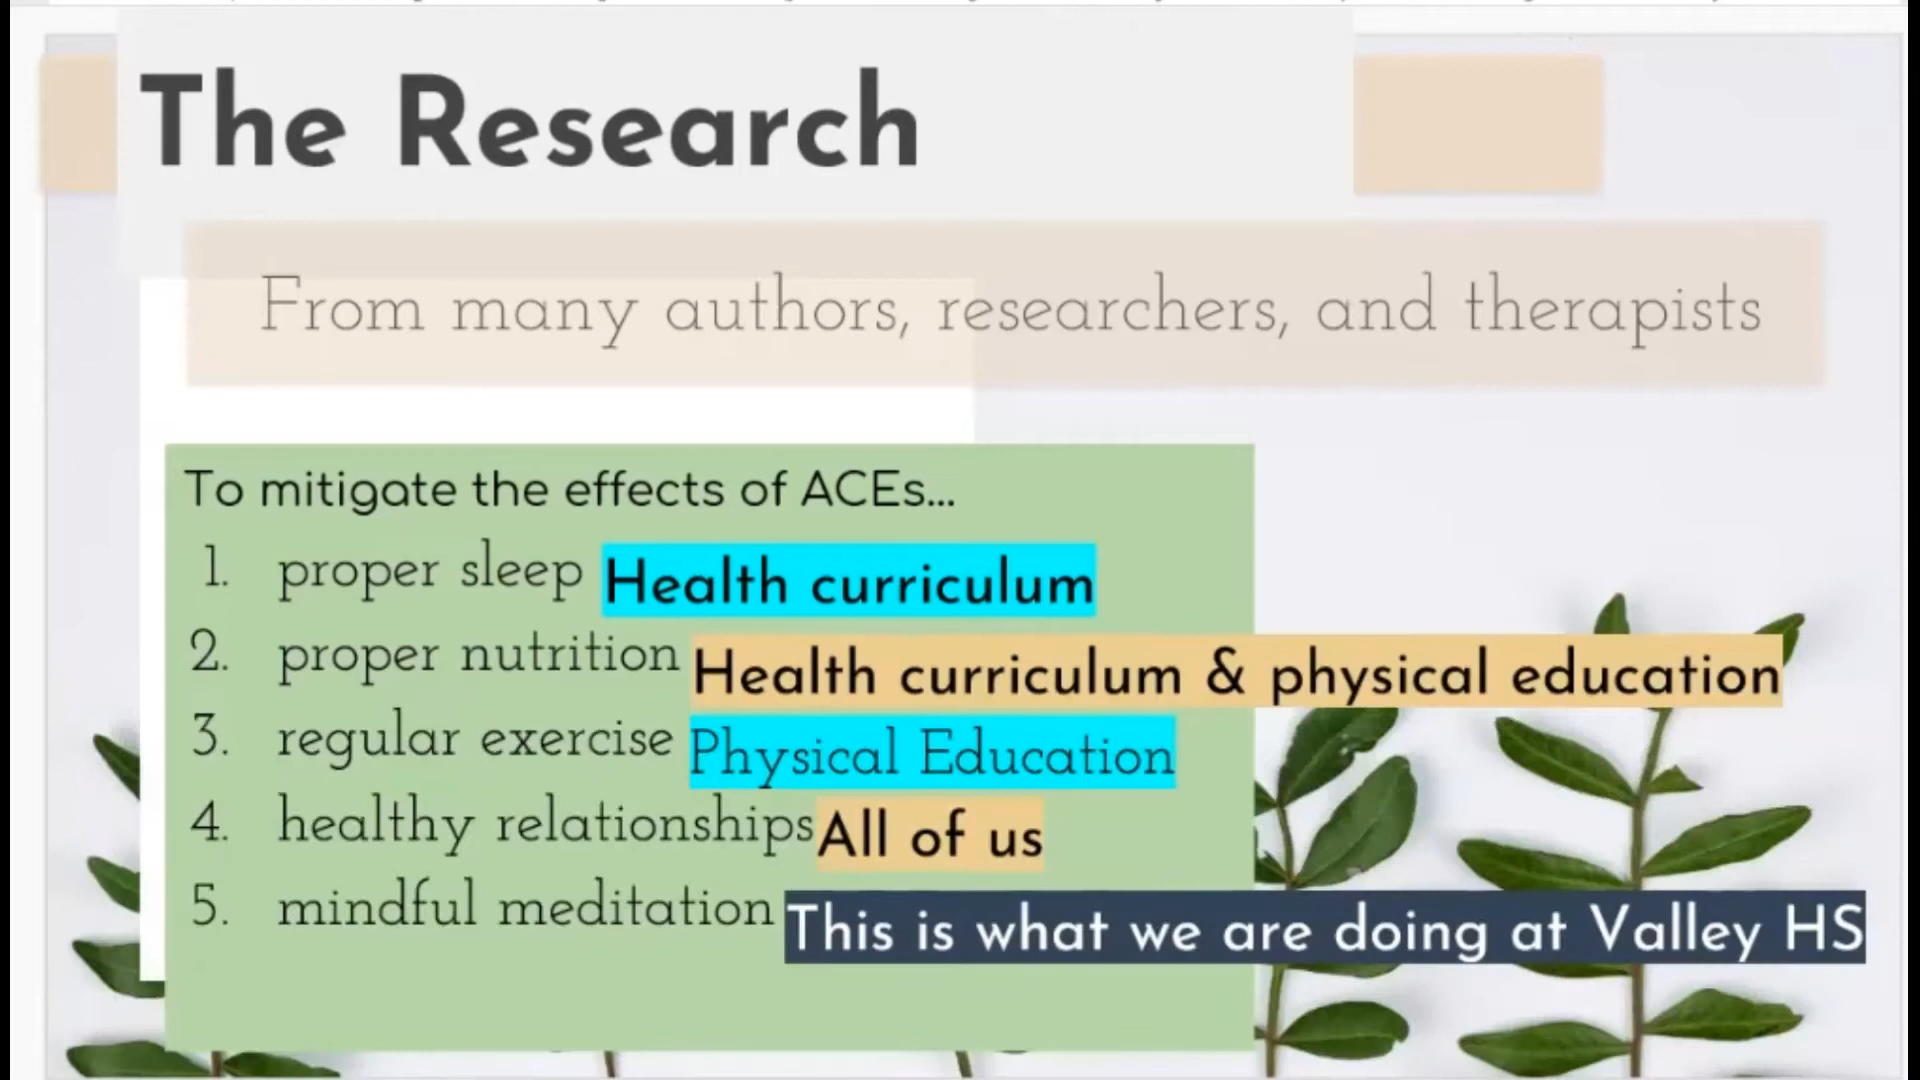 The Research
From many authors, researchers, and therapists
To mitigate the effects of ACEs...
1. proper sleep Health curriculum
2. proper nutrition Health curriculum & physical education
3. regular exercise Physical Education
4. healthy relationships All of us
5. mindful meditation This is what we are doing at Valley HS